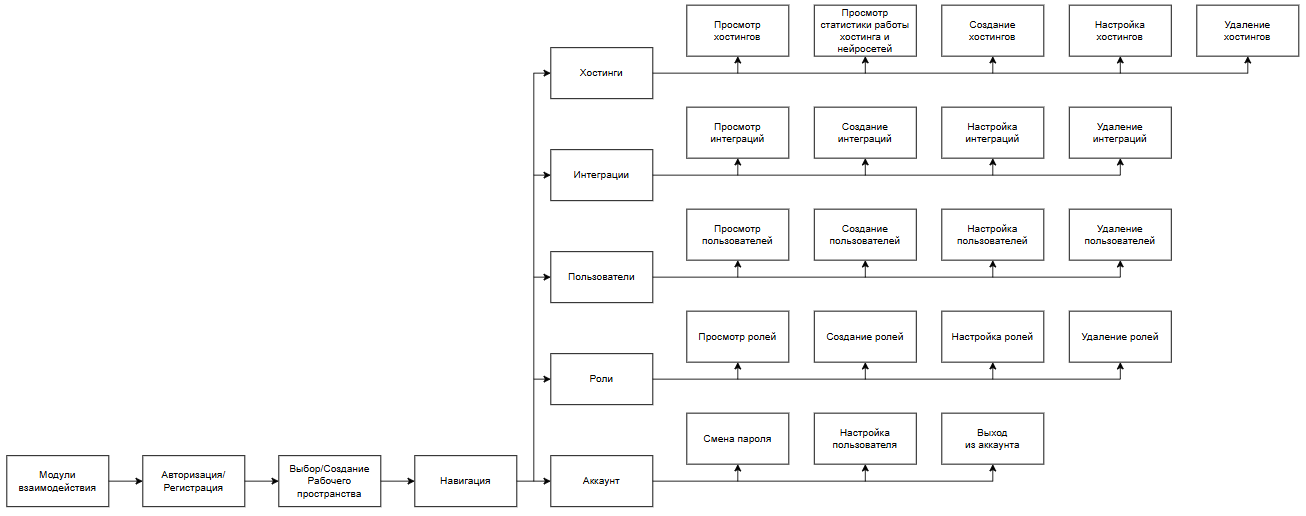 Просмотр
хостингов
Просмотр
статистики работы
хостинга и
нейросетей
Создание
хостингов
Настройка
хостингов
Удаление
хостингов
Хостинги
Просмотр
интеграций
Создание
интеграций
Настройка
интеграций
Удаление
интеграций
Интеграции
Просмотр
пользователей
Создание
пользователей
Настройка
пользователей
Удаление
пользователей
Пользователи
Просмотр ролей
Создание ролей
Настройка ролей
Удаление ролей
Роли
Смена пароля
Настройка
пользователя
Выход
из аккаунта
Модули
взаимодействия
Авторизация/
Регистрация
Выбор/Создание
Рабочего
пространства
Навигация
Аккаунт